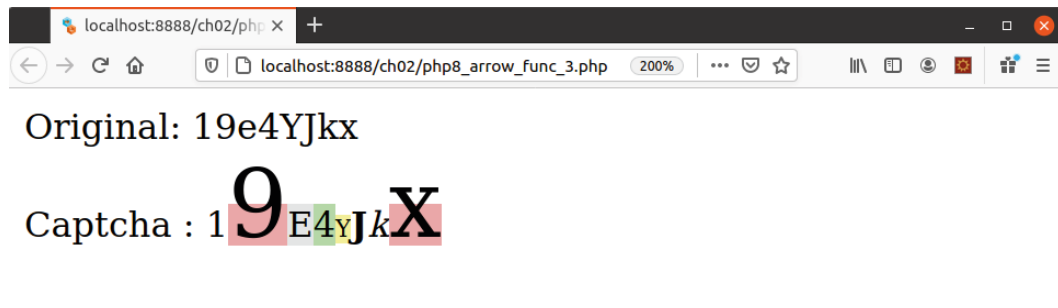 localhost:8888/ch02/php
localhost:8888/ch02/php8_arrow_func_3.php 200%
Original: 19e4YJkx
Captcha : 19E4YJkx